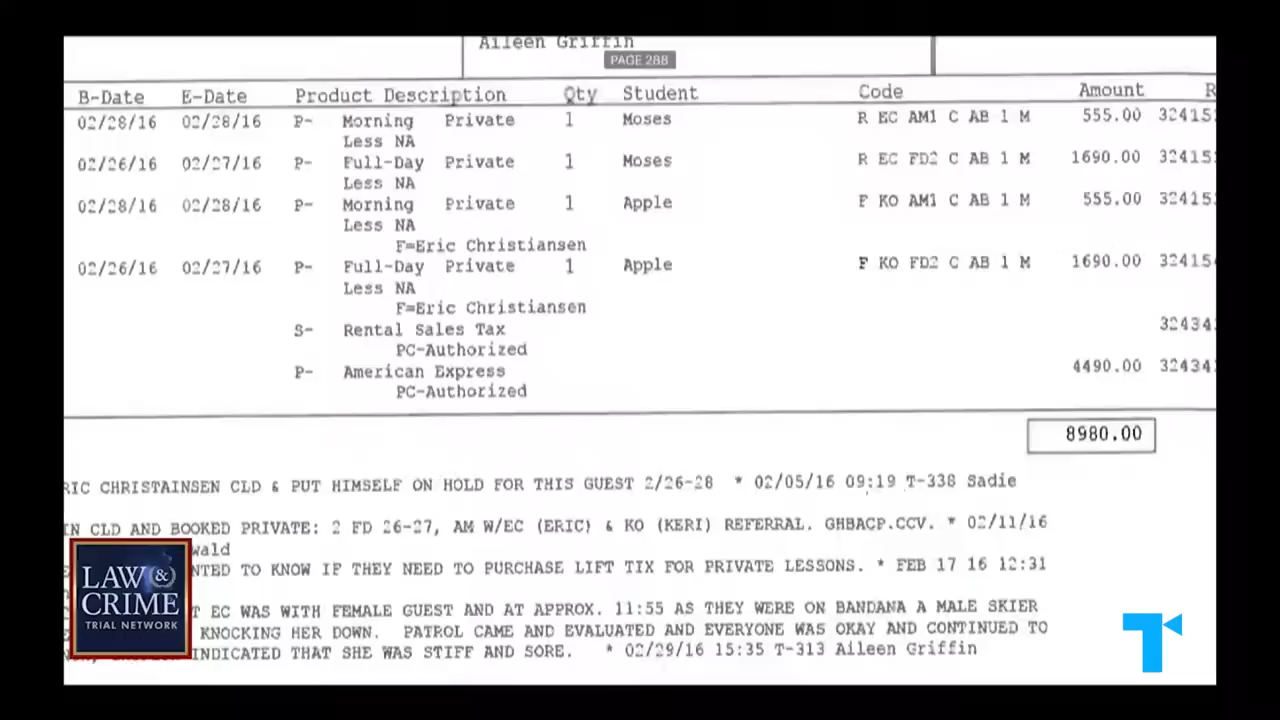 Aileen Griffin
PAGE 288
B-Date E-Date Product Description Qty Student Code Amount R
02/28/16 02/28/16 P- Morning Private 1 Moses R EC AM1 C AB 1 M 555.00 32415
Less NA
02/26/16 02/27/16 P- Full-Day Private 1 Moses R EC FD2 C AB 1 M 1690.00 32415
Less NA
02/28/16 02/28/16 P- Morning Private 1 Apple F KO AM1 C AB 1 M 555.00 32415
Less NA
F=Eric Christiansen
02/26/16 02/27/16 P- Full-Day Private 1 Apple F KO FD2 C AB 1 M 1690.00 32415
Less NA
F=Eric Christiansen
S- Rental Sales Tax 32434
PC-Authorized
P- American Express 4490.00 32434
PC-Authorized
8980.00
RIC CHRISTAINSEN CLD & PUT HIMSELF ON HOLD FOR THIS GUEST 2/26-28 * 02/05/16 09:19 T-338 Sadie
IN CLD AND BOOKED PRIVATE: 2 FD 26-27, AM W/EC (ERIC) & KO (KERI) REFERRAL. GHBACP.CCV. * 02/11/16
wald
NTED TO KNOW IF THEY NEED TO PURCHASE LIFT TIX FOR PRIVATE LESSONS. * FEB 17 16 12:31
T EC WAS WITH FEMALE GUEST AND AT APPROX. 11:55 AS THEY WERE ON BANDANA A MALE SKIER
KNOCKING HER DOWN. PATROL CAME AND EVALUATED AND EVERYONE WAS OKAY AND CONTINUED TO
INDICATED THAT SHE WAS STIFF AND SORE. * 02/29/16 15:35 T-313 Aileen Griffin
LAW &
CRIME
TRIAL NETWORK